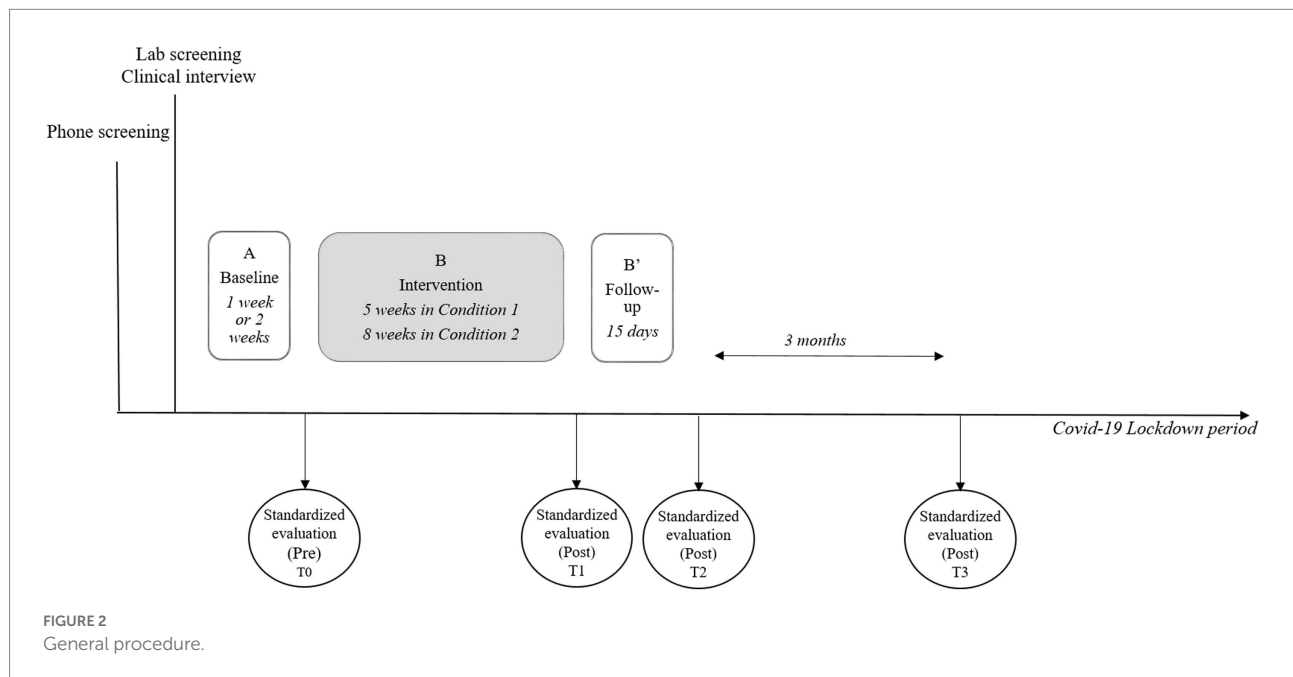 Lab screening
Clinical interview
Phone screening
A
Baseline
1 week
or 2
weeks
B
Intervention
5 weeks in Condition 1
8 weeks in Condition 2
B’
Follow-
up
15 days
3 months
Covid-19 Lockdown period
Standardized
evaluation
(Pre)
T0
Standardized
evaluation
(Post)
T1
Standardized
evaluation
(Post)
T2
Standardized
evaluation
(Post)
T3
FIGURE 2
General procedure.